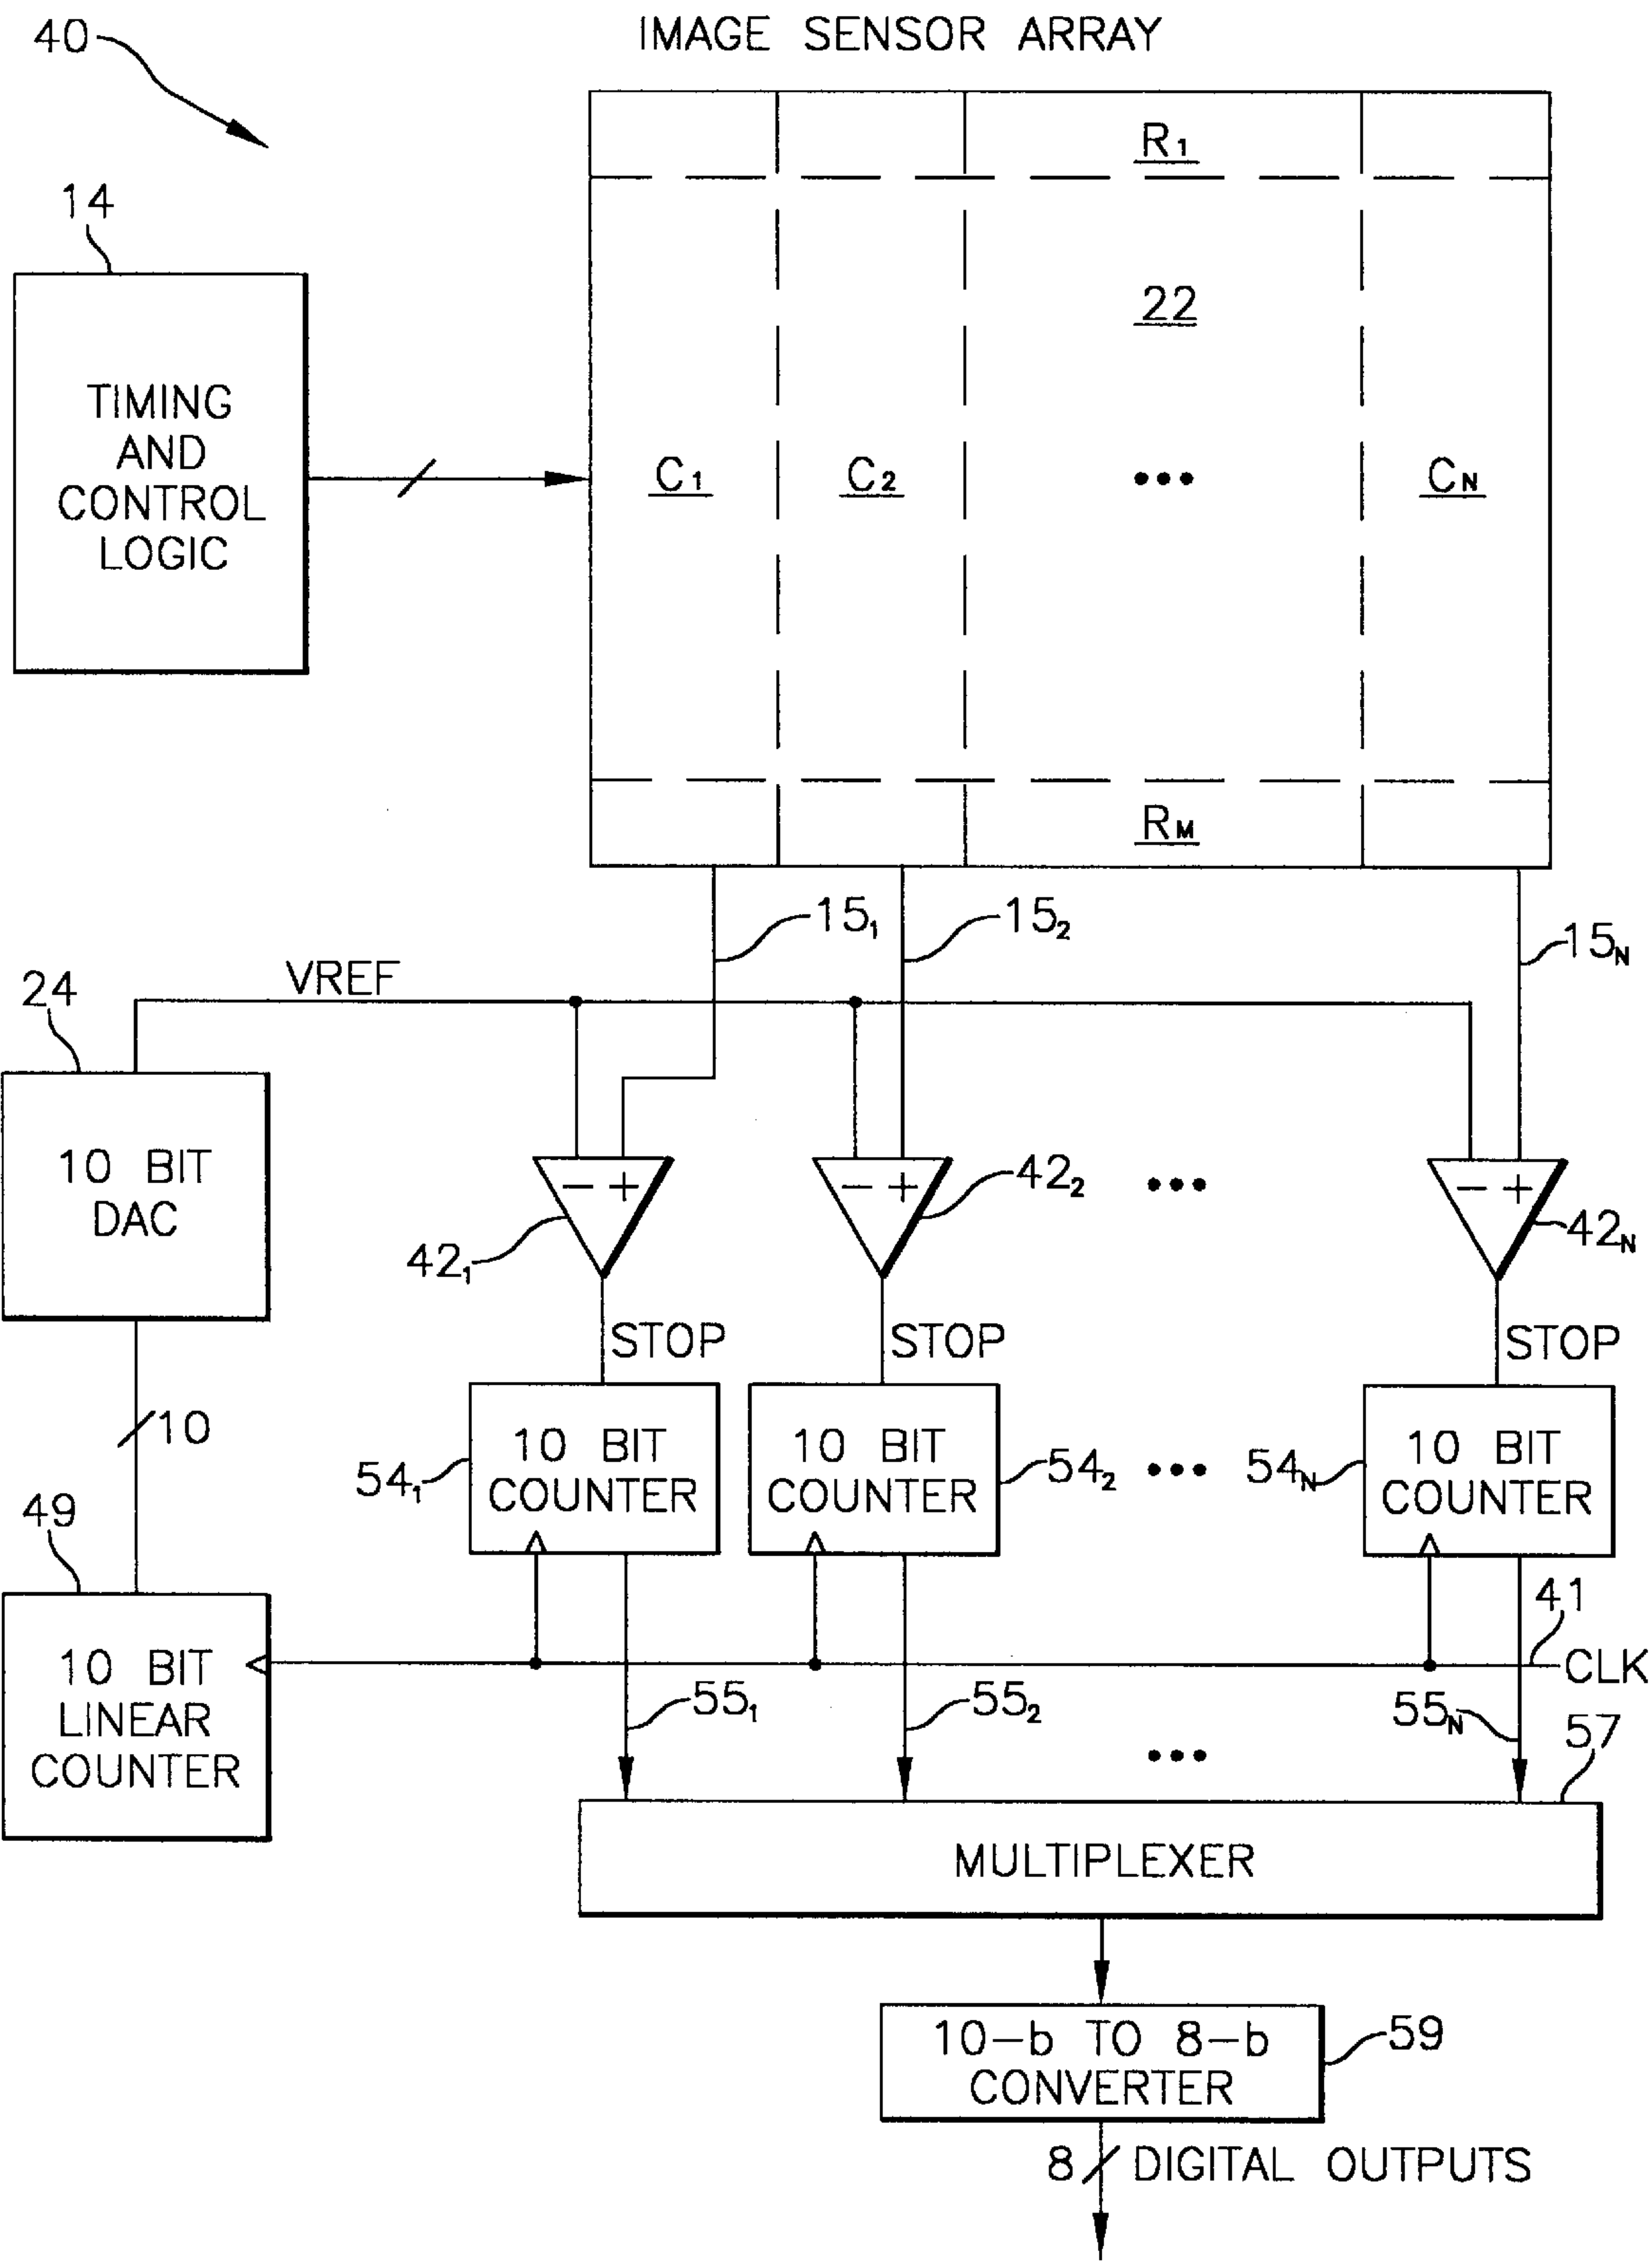 40
IMAGE SENSOR ARRAY
R1
14
22
TIMING
AND
CONTROL
LOGIC
C1 C2 ••• CN
RM
151 152 15N
VREF
24
10 BIT
DAC
− + − + − +
421 422 ••• 42N
STOP STOP STOP
10
10 BIT
COUNTER
10 BIT
COUNTER
10 BIT
COUNTER
541 542 ••• 54N
49
41
CLK
10 BIT
LINEAR
COUNTER
551 552 ••• 55N
57
MULTIPLEXER
10-b TO 8-b
CONVERTER
59
8 DIGITAL OUTPUTS